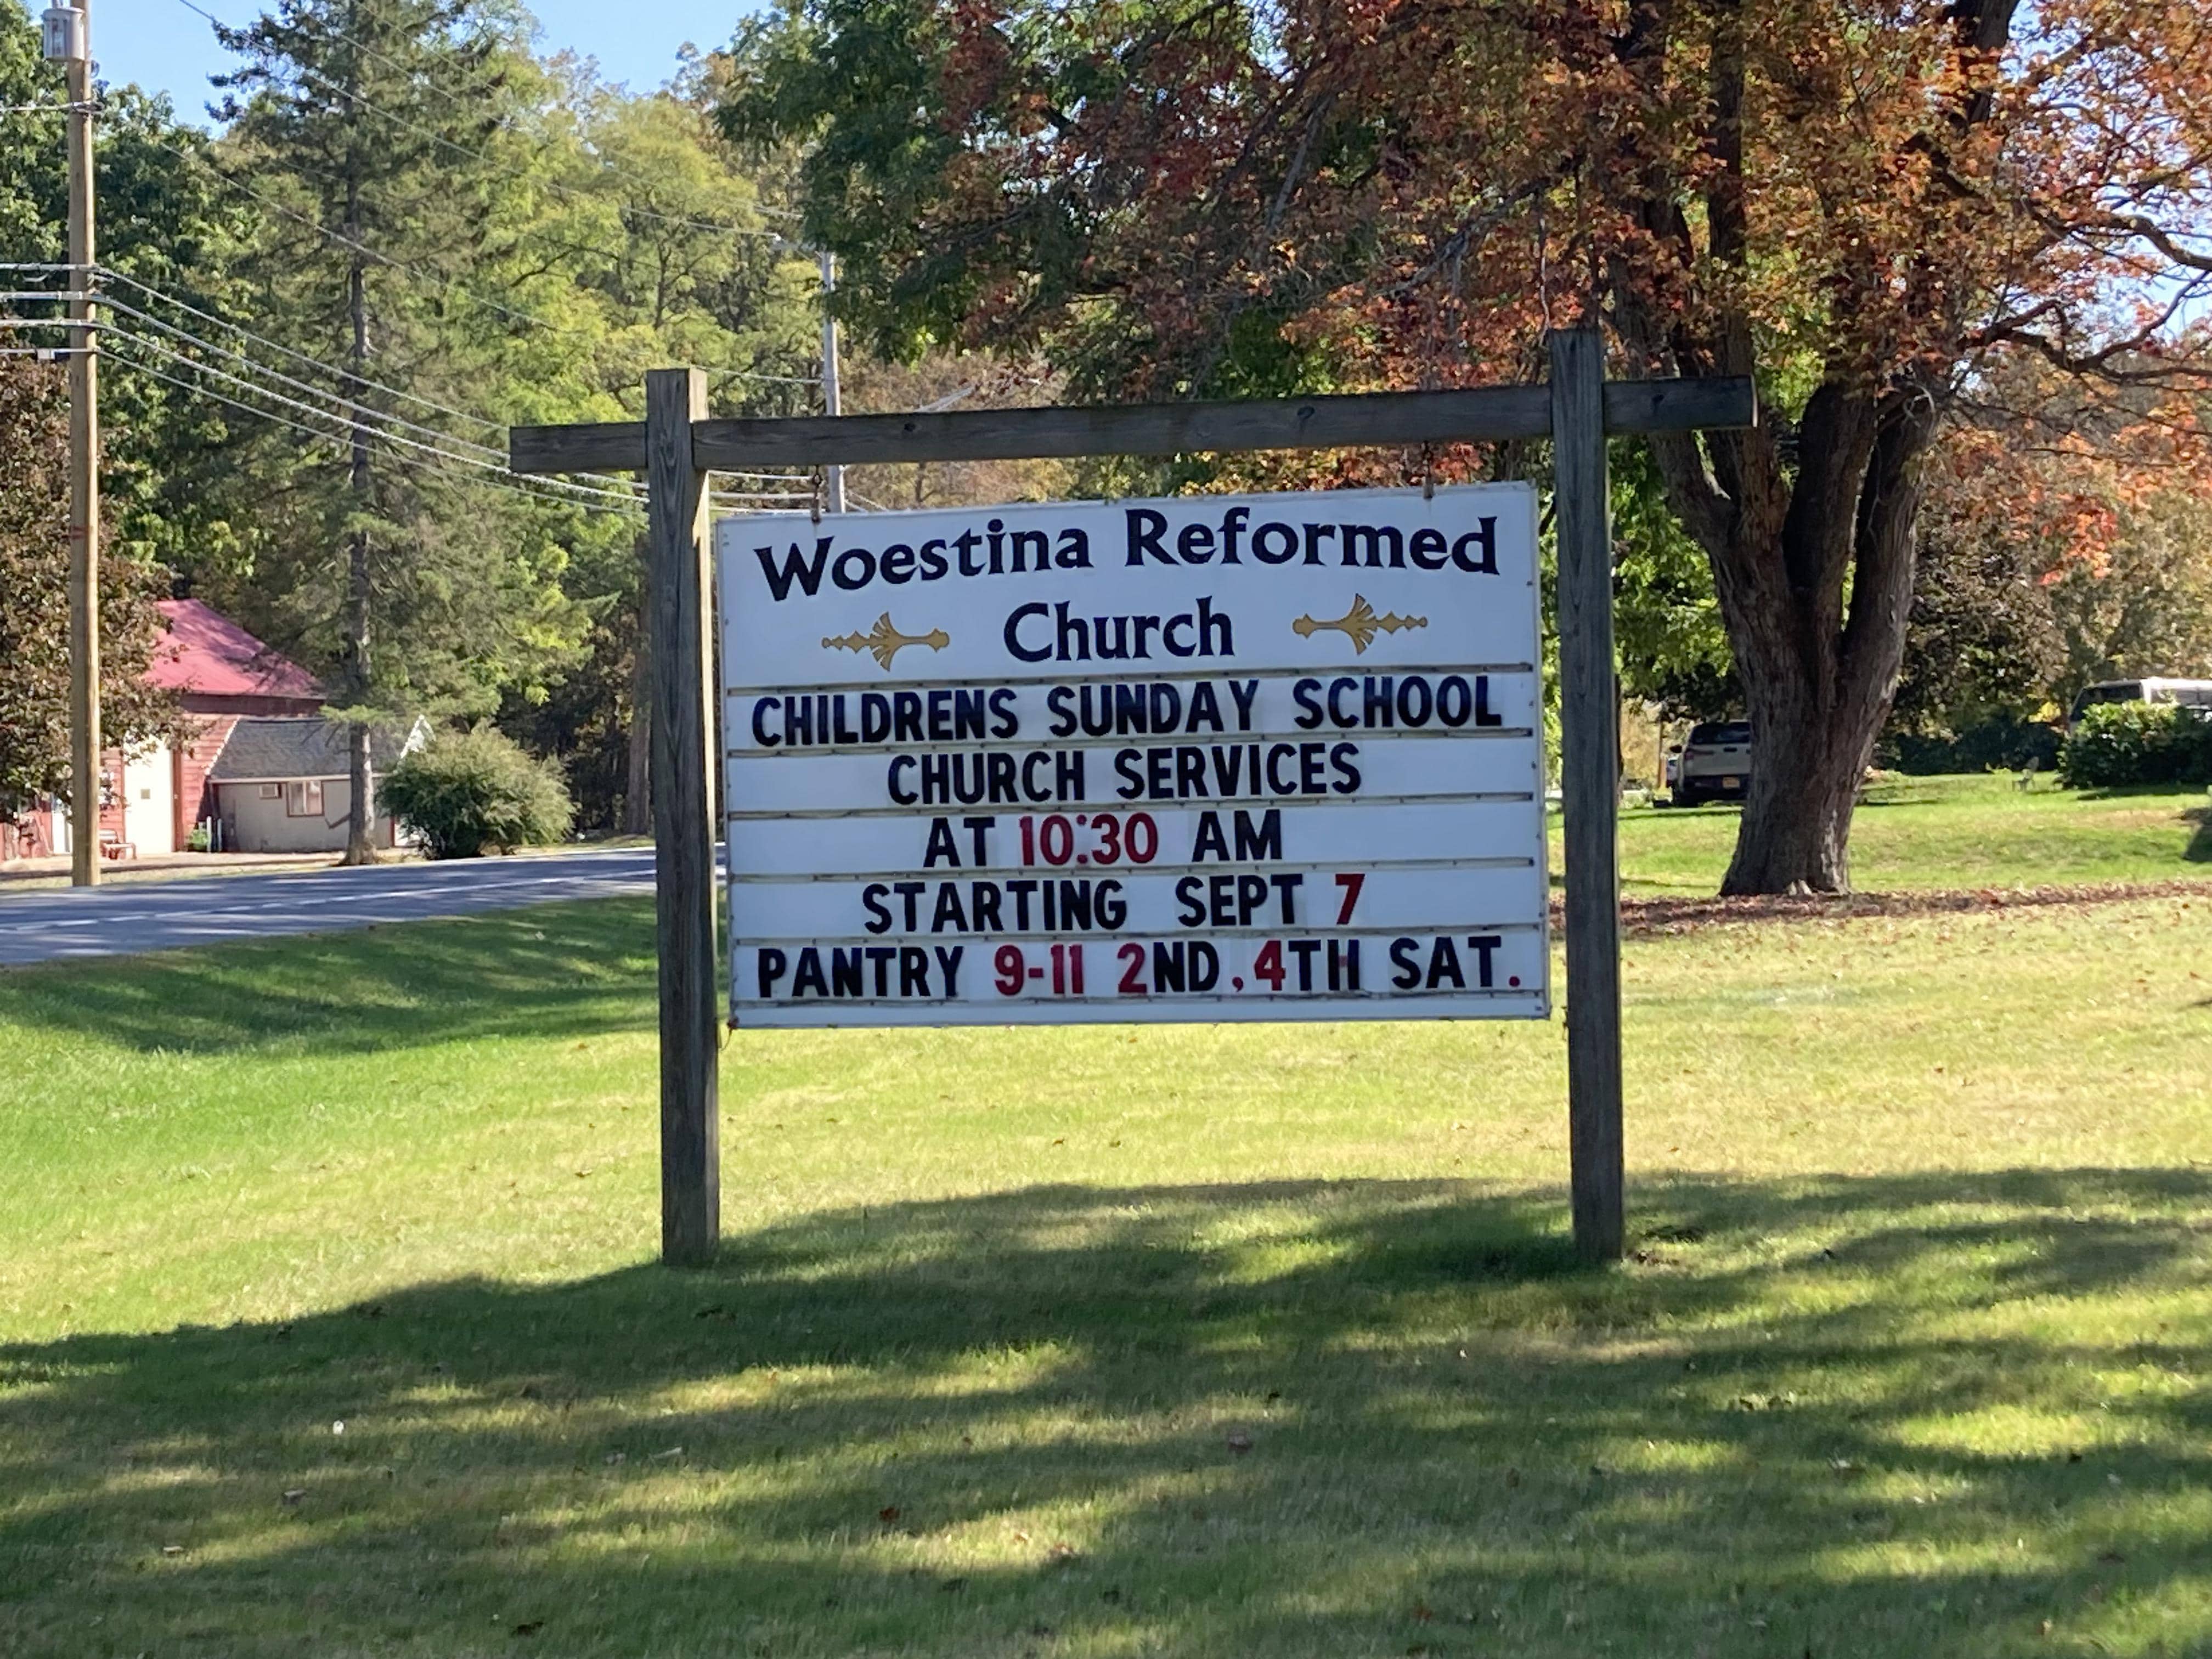 Woestina Reformed
Church
CHILDRENS SUNDAY SCHOOL
CHURCH SERVICES
AT 10:30 AM
STARTING SEPT 7
PANTRY 9-11 2ND, 4TH SAT.